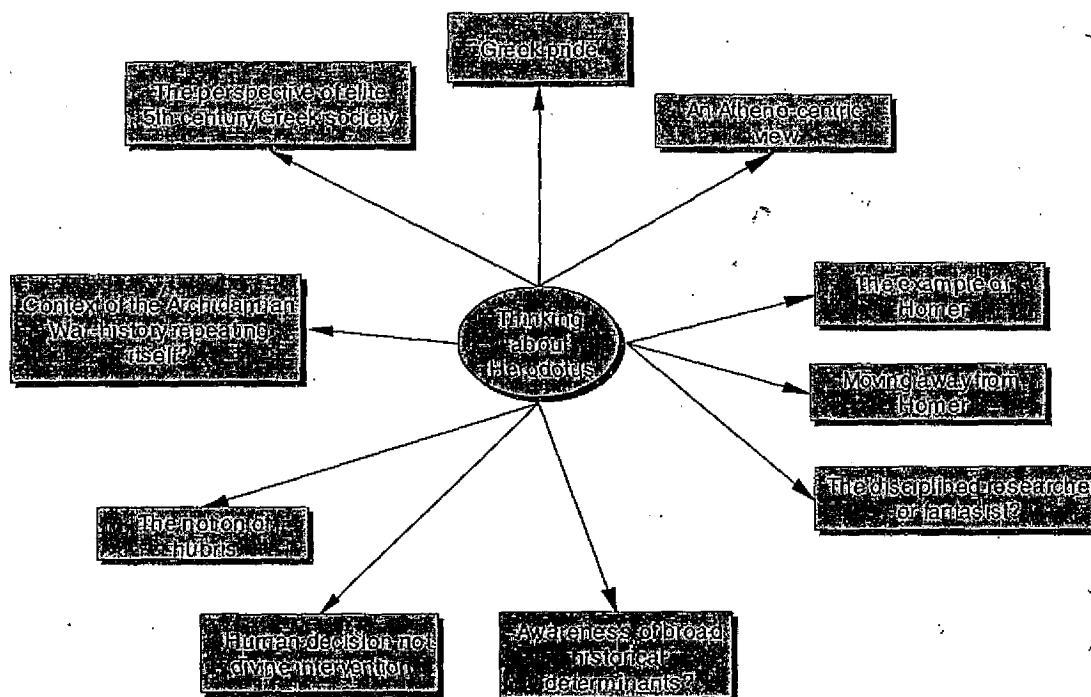 Greek pride
The perspective of elite
5th-century Greek society
An Atheno-centric
view
Context of the Archidamian
War-history repeating
itself?
Thinking
about
Herodotus
The example of
Homer
Moving away from
Homer
The disciplined researcher
or fantasist?
The notion of
hubris
Human decision not
divine intervention
Awareness of broad
historical
determinants?